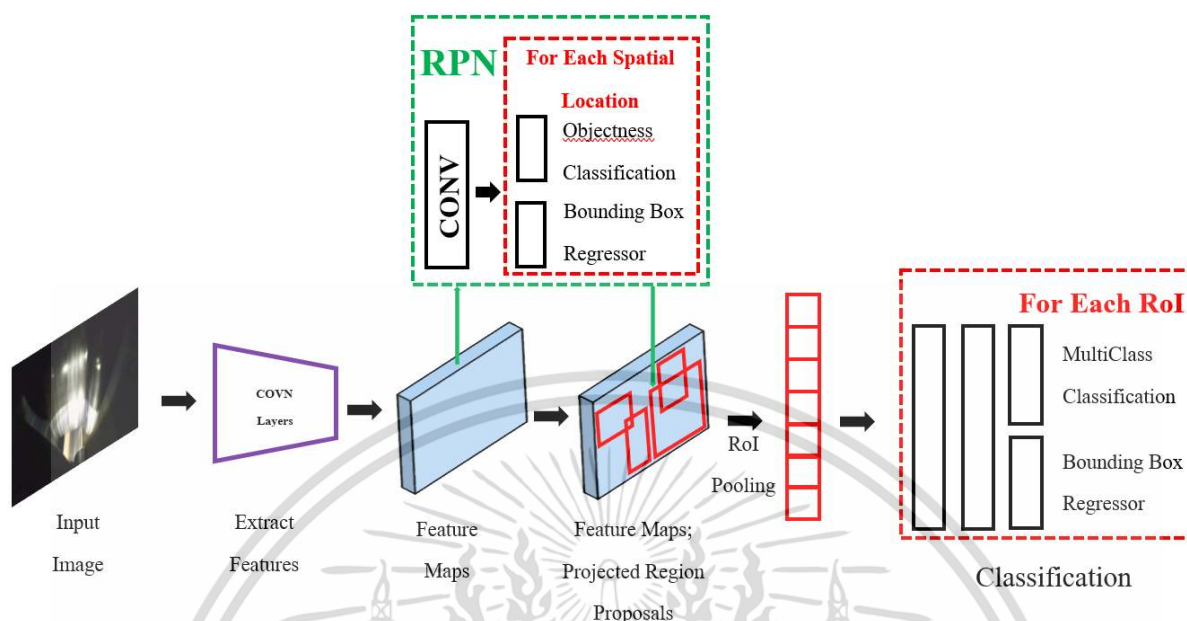 RPN
For Each Spatial
Location
CONV
Objectness
Classification
Bounding Box
Regressor
COVN
Layers
Input
Image
Extract
Features
Feature
Maps
Feature Maps;
Projected Region
Proposals
RoI
Pooling
For Each RoI
MultiClass
Classification
Bounding Box
Regressor
Classification